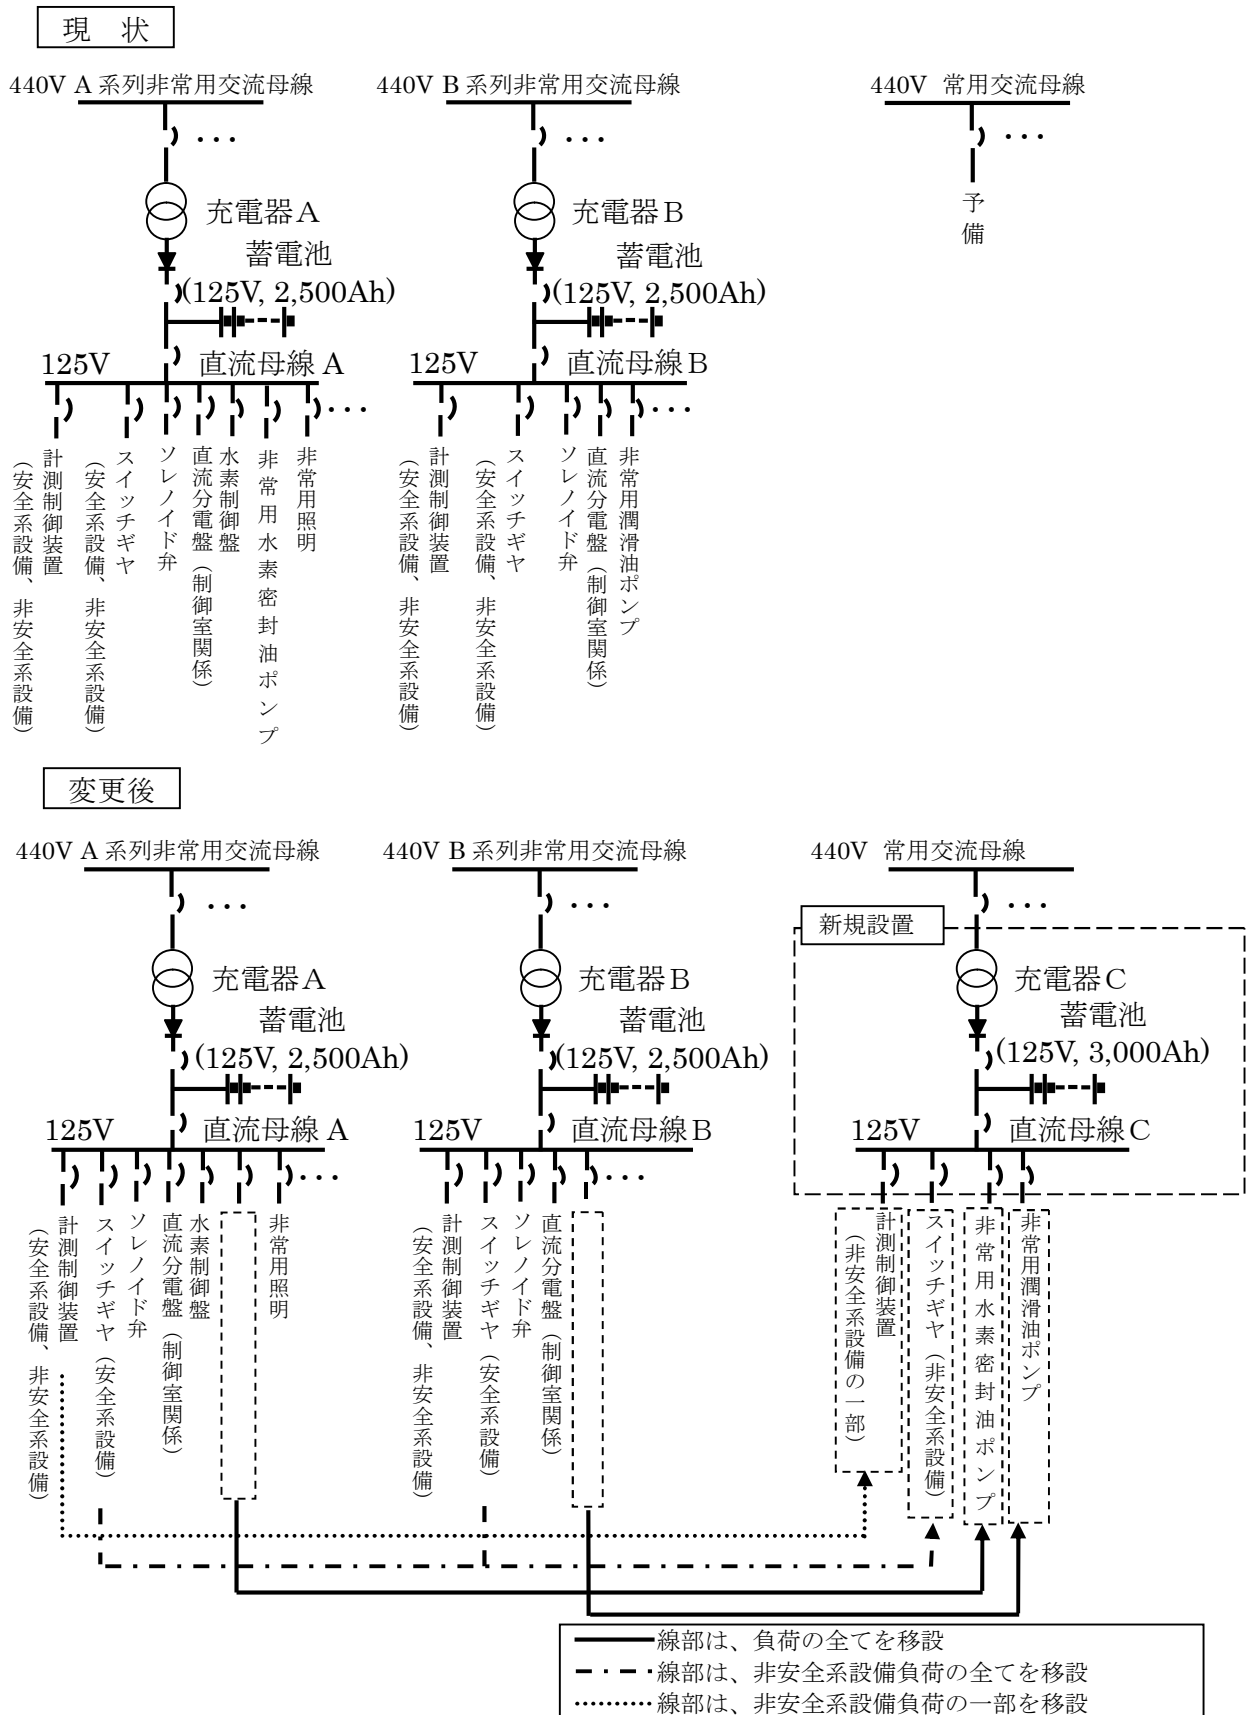 現　状
440V A 系列非常用交流母線
440V B 系列非常用交流母線
440V 常用交流母線
・・・
・・・
・・・
予備
充電器A
充電器B
蓄電池
(125V, 2,500Ah)
蓄電池
(125V, 2,500Ah)
125V
直流母線 A
125V
直流母線 B
・・・
・・・
計測制御装置
（安全系設備、非安全系設備）
スイッチギヤ
（安全系設備、非安全系設備）
ソレノイド弁
直流分電盤（制御室関係）
水素制御盤
非常用水素密封油ポンプ
非常用照明
計測制御装置
（安全系設備、非安全系設備）
スイッチギヤ
（安全系設備、非安全系設備）
ソレノイド弁
直流分電盤（制御室関係）
非常用潤滑油ポンプ
変更後
440V A 系列非常用交流母線
440V B 系列非常用交流母線
440V 常用交流母線
・・・
・・・
・・・
新規設置
充電器A
充電器B
充電器C
蓄電池
(125V, 2,500Ah)
蓄電池
(125V, 2,500Ah)
蓄電池
(125V, 3,000Ah)
125V
直流母線 A
125V
直流母線 B
125V
直流母線 C
・・・
・・・
計測制御装置
（安全系設備、非安全系設備）
スイッチギヤ（安全系設備）
ソレノイド弁
直流分電盤（制御室関係）
水素制御盤
非常用照明
計測制御装置
（安全系設備、非安全系設備）
スイッチギヤ（安全系設備）
ソレノイド弁
直流分電盤（制御室関係）
計測制御装置
（非安全系設備の一部）
スイッチギヤ（非安全系設備）
非常用水素密封油ポンプ
非常用潤滑油ポンプ
線部は、負荷の全てを移設
線部は、非安全系設備負荷の全てを移設
線部は、非安全系設備負荷の一部を移設